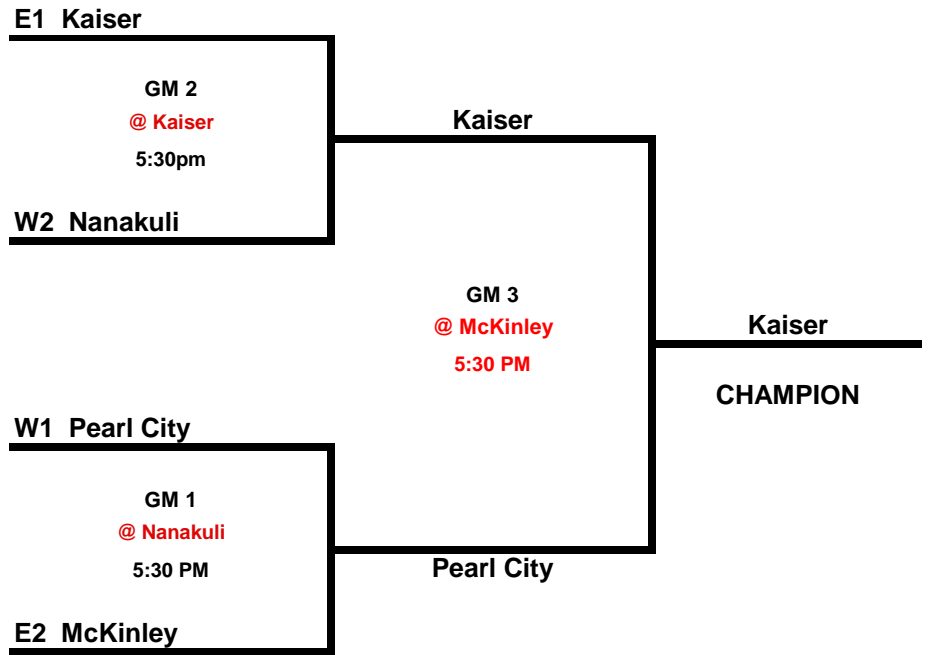 E1 Kaiser
GM 2
@ Kaiser
5:30pm
Kaiser
W2 Nanakuli
GM 3
@ McKinley
5:30 PM
Kaiser
CHAMPION
W1 Pearl City
GM 1
@ Nanakuli
5:30 PM
Pearl City
E2 McKinley